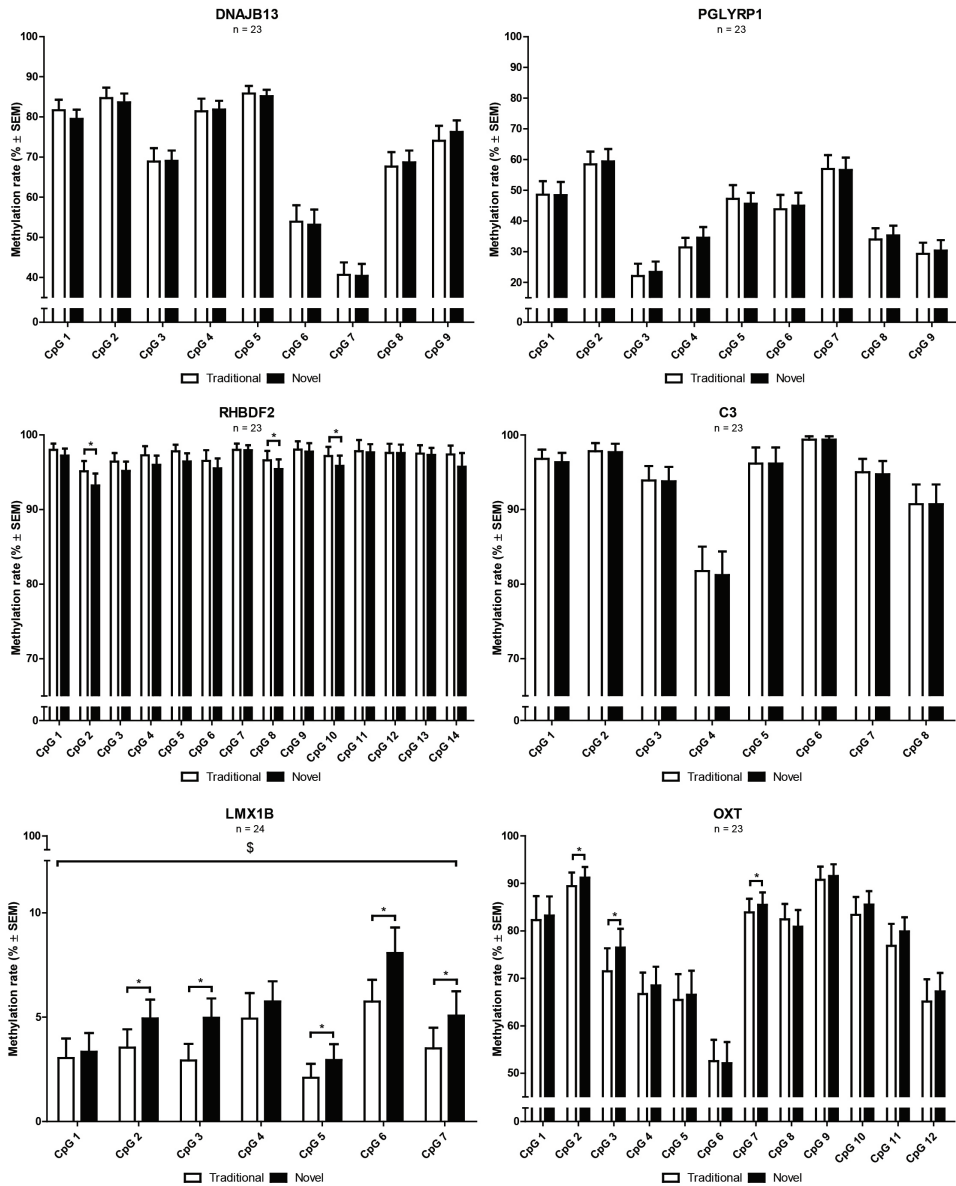 DNAJB13
n = 23
Methylation rate (% ± SEM)
100
90
80
70
60
50
40
0
CpG 1
CpG 2
CpG 3
CpG 4
CpG 5
CpG 6
CpG 7
CpG 8
CpG 9
Traditional
Novel
PGLYRP1
n = 23
Methylation rate (% ± SEM)
100
90
80
70
60
50
40
30
20
0
CpG 1
CpG 2
CpG 3
CpG 4
CpG 5
CpG 6
CpG 7
CpG 8
CpG 9
Traditional
Novel
RHBDF2
n = 23
Methylation rate (% ± SEM)
100
90
80
70
0
*
*
*
CpG 1
CpG 2
CpG 3
CpG 4
CpG 5
CpG 6
CpG 7
CpG 8
CpG 9
CpG 10
CpG 11
CpG 12
CpG 13
CpG 14
Traditional
Novel
C3
n = 23
Methylation rate (% ± SEM)
100
90
80
70
0
CpG 1
CpG 2
CpG 3
CpG 4
CpG 5
CpG 6
CpG 7
CpG 8
Traditional
Novel
LMX1B
n = 24
Methylation rate (% ± SEM)
100
10
5
0
$
*
*
*
*
*
CpG 1
CpG 2
CpG 3
CpG 4
CpG 5
CpG 6
CpG 7
Traditional
Novel
OXT
n = 23
Methylation rate (% ± SEM)
100
90
80
70
60
50
0
*
*
*
CpG 1
CpG 2
CpG 3
CpG 4
CpG 5
CpG 6
CpG 7
CpG 8
CpG 9
CpG 10
CpG 11
CpG 12
Traditional
Novel